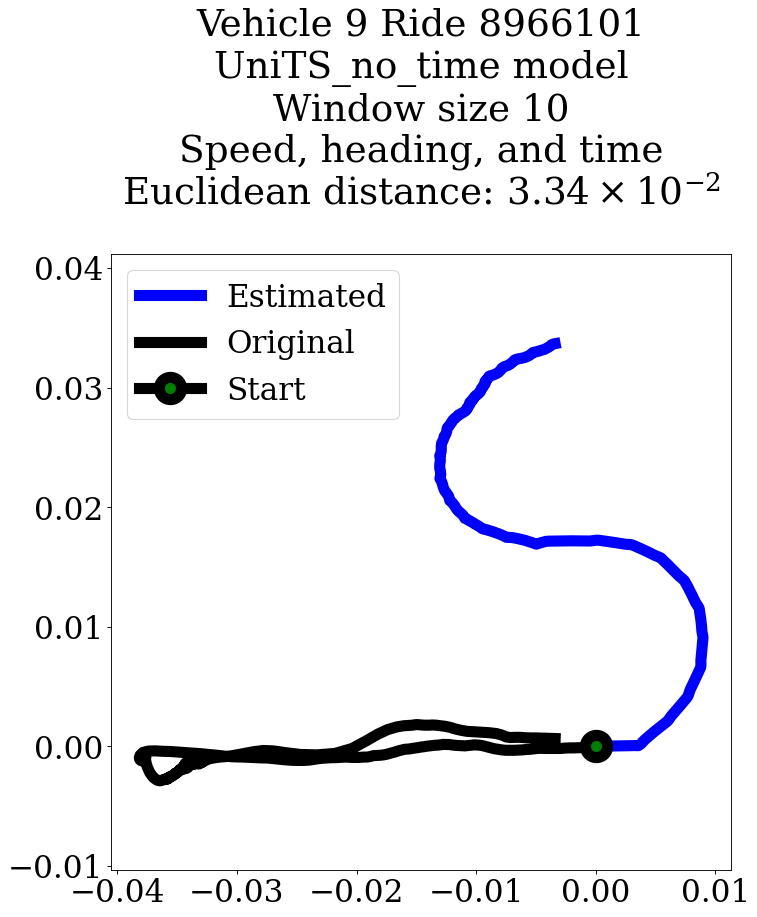 Vehicle 9 Ride 8966101
UniTS_no_time model
Window size 10
Speed, heading, and time
Euclidean distance: 3.34 × 10⁻²
Estimated
Original
Start
0.04
0.03
0.02
0.01
0.00
−0.01
−0.04 −0.03 −0.02 −0.01 0.00 0.01